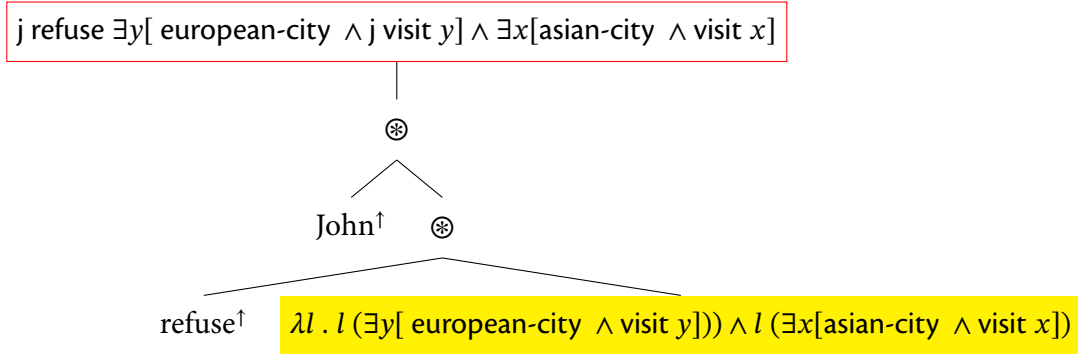 j refuse ∃y[ european-city ∧ j visit y] ∧ ∃x[asian-city ∧ visit x]
⊛
John↑ ⊛
refuse↑ λl . l (∃y[ european-city ∧ visit y])) ∧ l (∃x[asian-city ∧ visit x])